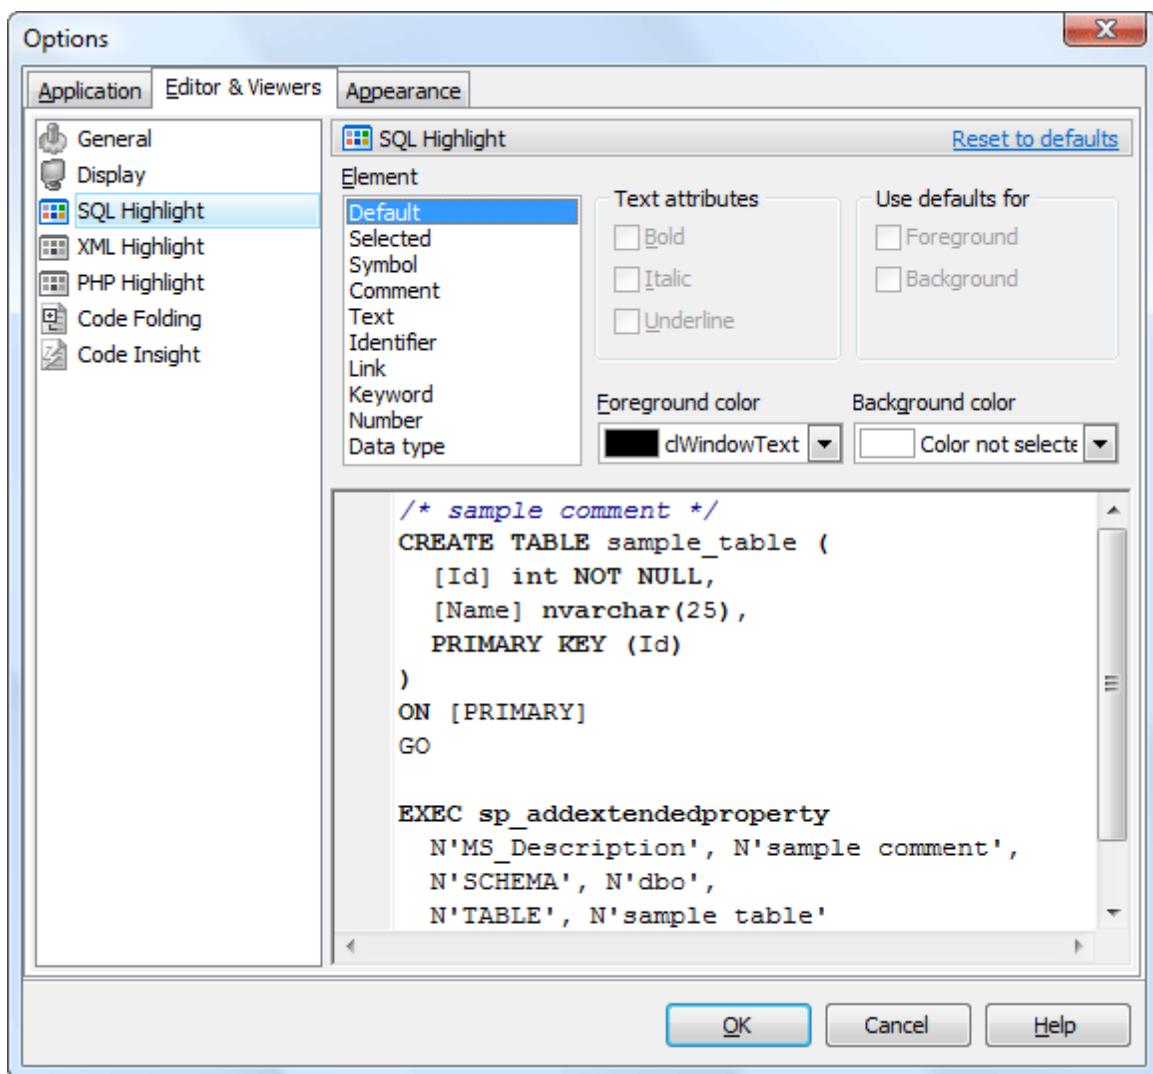 Options
Application Editor & Viewers Appearance
General
Display
SQL Highlight
XML Highlight
PHP Highlight
Code Folding
Code Insight
SQL Highlight Reset to defaults
Element
Default
Selected
Symbol
Comment
Text
Identifier
Link
Keyword
Number
Data type
Text attributes
Bold
Italic
Underline
Use defaults for
Foreground
Background
Foreground color
clWindowText
Background color
Color not selecte
/* sample comment */
CREATE TABLE sample_table (
[Id] int NOT NULL,
[Name] nvarchar(25),
PRIMARY KEY (Id)
)
ON [PRIMARY]
GO
EXEC sp_addextendedproperty
N'MS_Description', N'sample comment',
N'SCHEMA', N'dbo',
N'TABLE', N'sample table'
OK Cancel Help